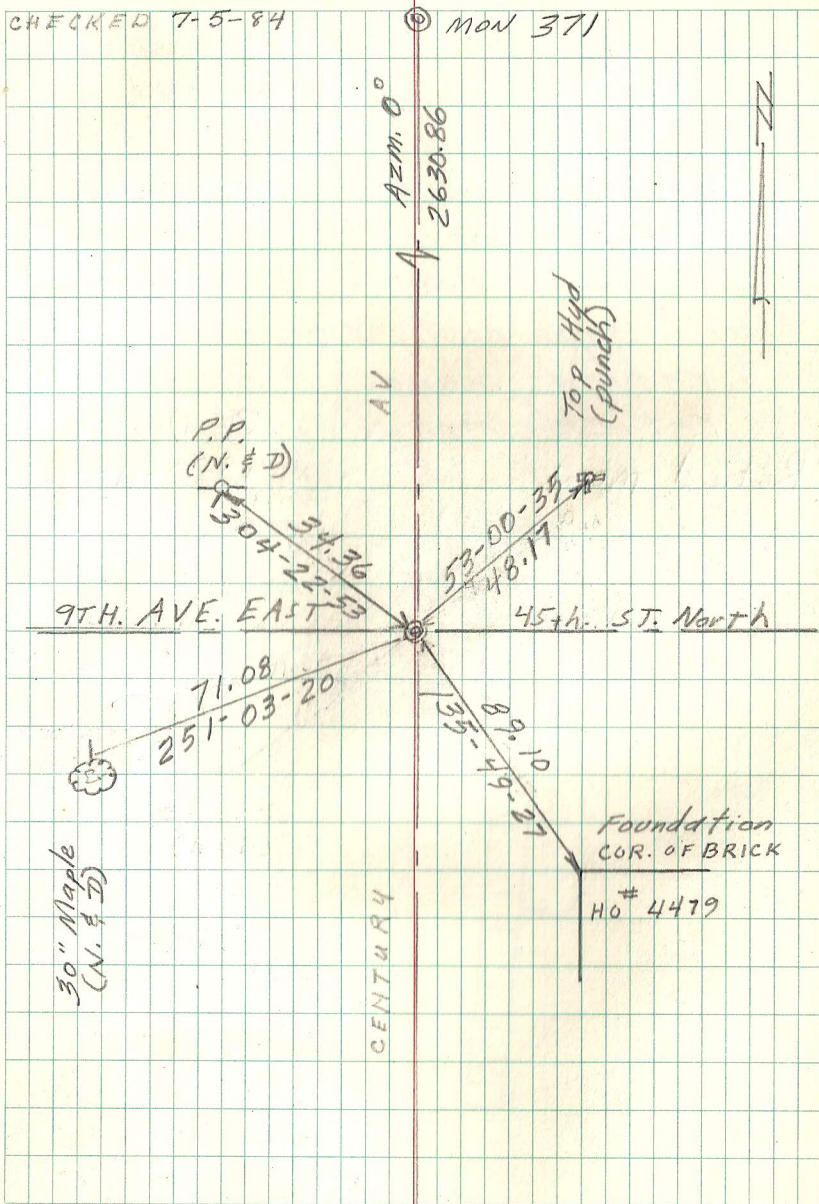 CHECKED 7-5-84
MON 371
N
Azm. 0°
2630.86
AV
Top Hyd
(punch)
P.P.
(N. & D)
34.36
304-22-53
53-00-35
48.17
9TH. AVE. EAST
45th. ST. North
71.08
251-03-20
89.10
135-49-27
Foundation
COR. OF BRICK
HO # 4479
30" Maple
(N. & D)
CENTURY